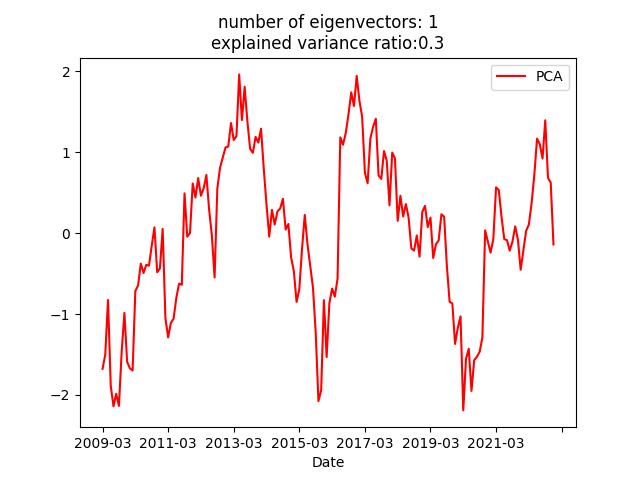 number of eigenvectors: 1
explained variance ratio:0.3
PCA
2
1
0
−1
−2
2009-03 2011-03 2013-03 2015-03 2017-03 2019-03 2021-03
Date